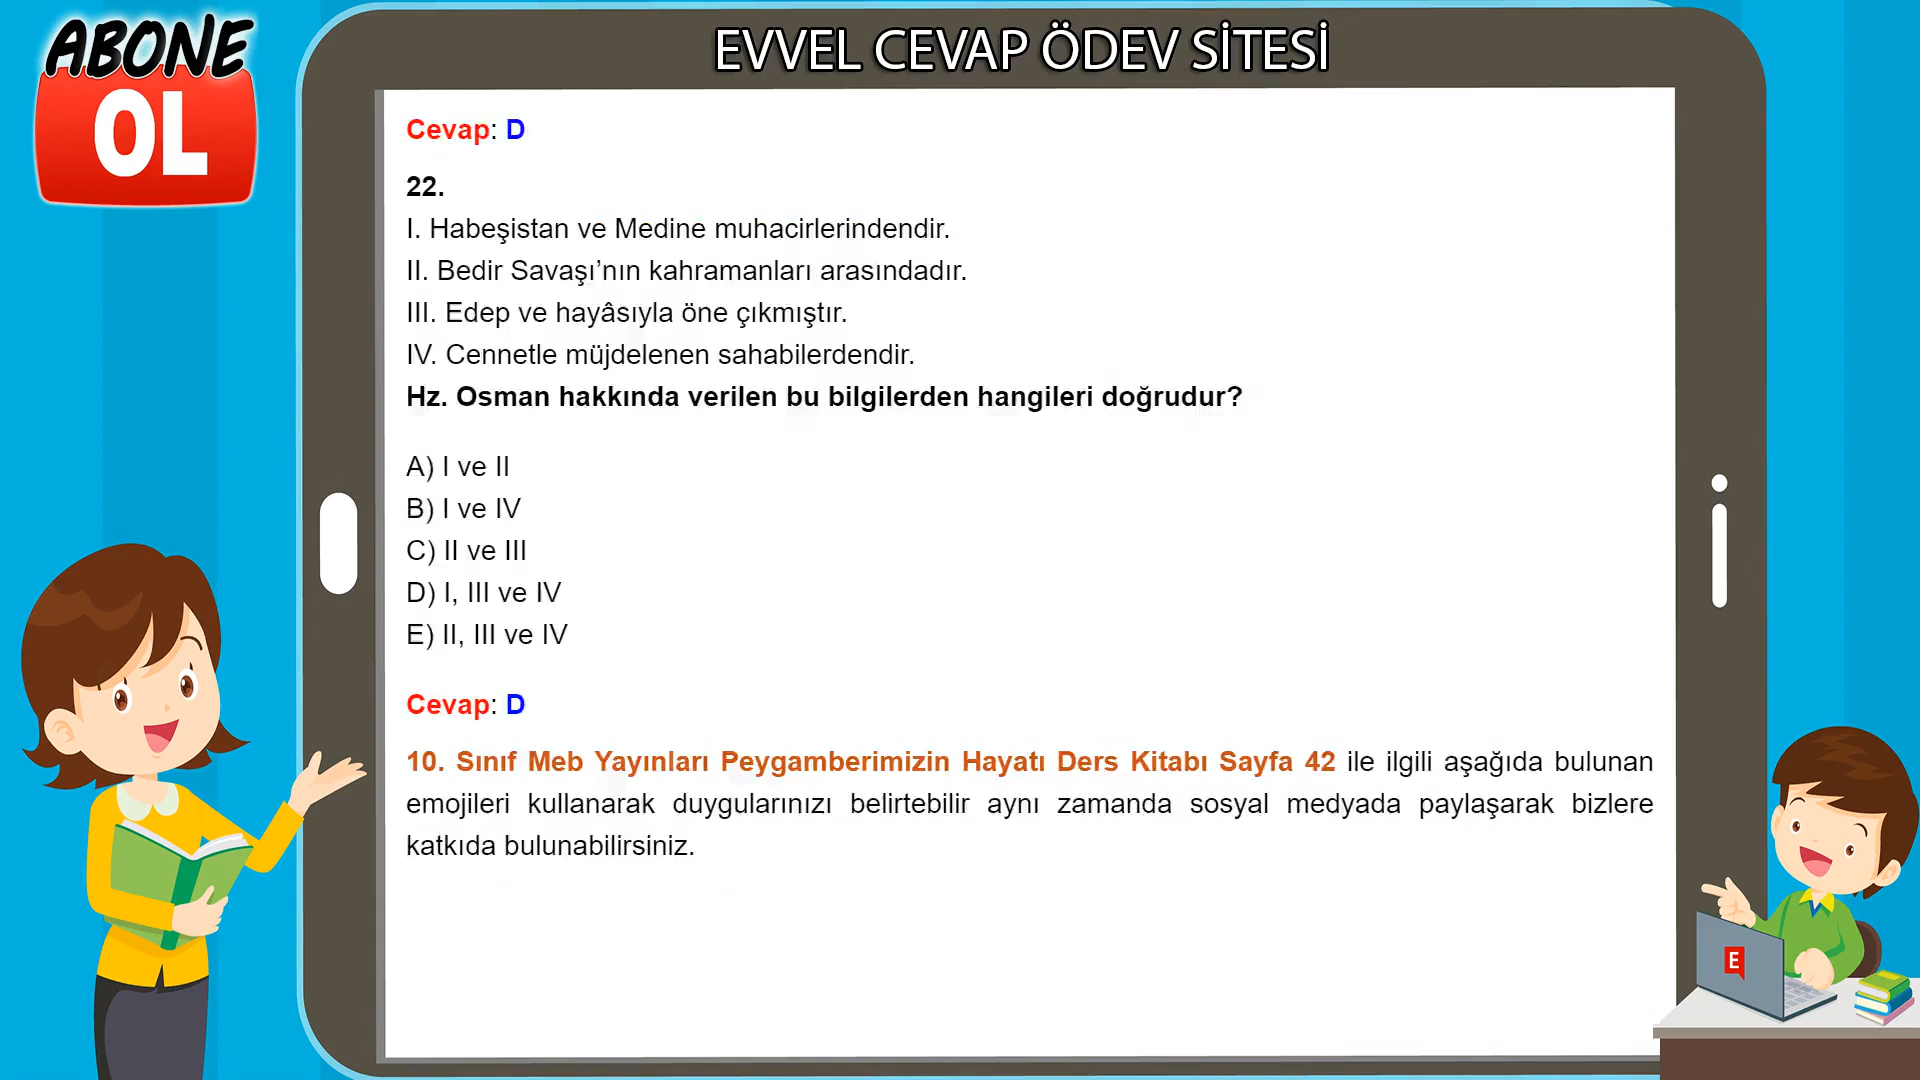 ABONE
OL
EVVEL CEVAP ÖDEV SİTESİ
Cevap: D
22.
I. Habeşistan ve Medine muhacirlerindendir.
II. Bedir Savaşı’nın kahramanları arasındadır.
III. Edep ve hayâsıyla öne çıkmıştır.
IV. Cennetle müjdelenen sahabilerdendir.
Hz. Osman hakkında verilen bu bilgilerden hangileri doğrudur?
A) I ve II
B) I ve IV
C) II ve III
D) I, III ve IV
E) II, III ve IV
Cevap: D
10. Sınıf Meb Yayınları Peygamberimizin Hayatı Ders Kitabı Sayfa 42 ile ilgili aşağıda bulunan
emojileri kullanarak duygularınızı belirtebilir aynı zamanda sosyal medyada paylaşarak bizlere
katkıda bulunabilirsiniz.
E